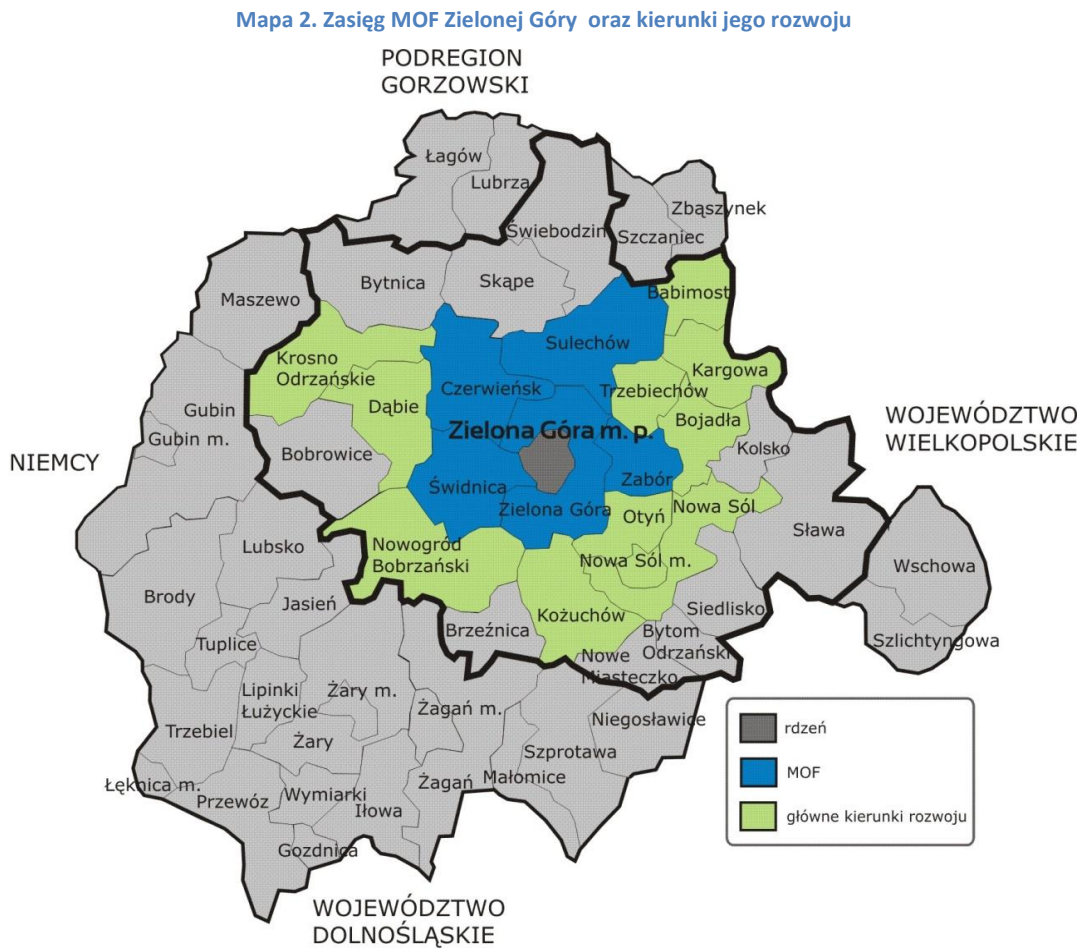 Mapa 2. Zasięg MOF Zielonej Góry oraz kierunki jego rozwoju
PODREGION
GORZOWSKI
Łagów
Lubrza
Zbąszynek
Świebodzin
Szczaniec
Bytnica
Skąpe
Maszewo
Babimost
Sulechów
Krosno
Odrzańskie
Kargowa
Czerwieńsk
Trzebiechów
Dąbie
Gubin
Bojadła
WOJEWÓDZTWO
WIELKOPOLSKIE
Zielona Góra m. p.
Gubin m.
Kolsko
NIEMCY
Bobrowice
Zabór
Świdnica
Zielona Góra
Otyń
Nowa Sól
Sława
Nowogród
Bobrzański
Lubsko
Nowa Sól m.
Wschowa
Brody
Jasień
Siedlisko
Kożuchów
Brzeźnica
Bytom
Odrzański
Szlichtyngowa
Tuplice
Nowe
Miasteczko
Lipinki
Łużyckie
Żary m.
Żagań m.
Niegosławice
Trzebiel
Żary
Szprotawa
rdzeń
Łęknica m.
Żagań
Małomice
MOF
Przewóz
Wymiarki
Iłowa
główne kierunki rozwoju
Gozdnica
WOJEWÓDZTWO
DOLNOŚLĄSKIE